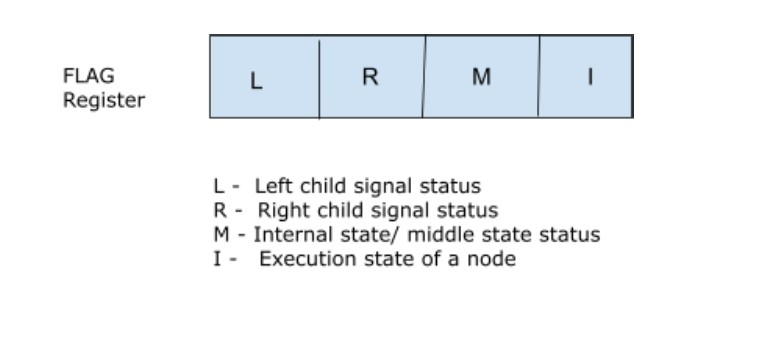 FLAG
Register
L R M I
L - Left child signal status
R - Right child signal status
M - Internal state/ middle state status
I - Execution state of a node